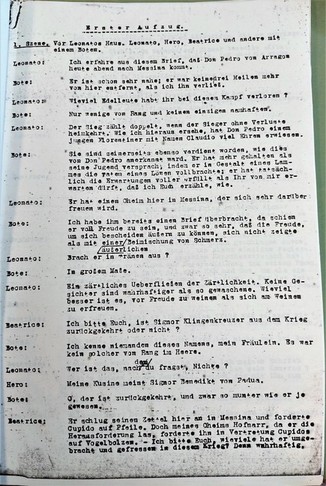 Erster Aufzug.
1. Szene. Vor Leonatos Haus. Leonato, Hero, Beatrice und andere mit
einem Boten.
Leonato: Ich erfahre aus diesem Brief, daß Don Pedro von Arragon
heute abend nach Messina kommt.
Bote: Er ist schon sehr nahe; er war keine drei Meilen mehr
von hier entfernt, als ich ihn verließ.
Leonato: Wieviel Edelleute habt ihr bei diesem Kampf verloren ?
Bote: Nur wenige von Rang und keinen einzigen namhaften.
Leonato: Der Sieg zählt doppelt, wenn der Sieger ohne Verluste
heimkehrt. Wie ich hieraus ersehe, hat Don Pedro einem
jungen Florentiner mit Namen Claudio viel Ehren erwiesen.
Bote: Sie sind seinerseits ebenso verdient worden, wie dies
von Don Pedro anerkannt ward. Er hat mehr gehalten als
seine Jugend versprach; indem er in Gestalt eines Lam-
mes die Taten eines Löwen vollbrachte; er hat tatsäch-
lich die Erwartungen voller erfüllt als Ihr von mir er-
warten dürft, daß ich Euch erzähle, wie.
Leonato: Er hat einen Oheim hier in Messina, der sich sehr darüber
freuen wird.
Bote: Ich habe ihm bereits einen Brief überbracht, da schien
er voll Freude zu sein, und zwar so sehr, daß die Freude,
um sich bescheiden äußern zu können, sich nicht zeigte
als mit einer Beimischung von Schmerz.
äußerlichen
Leonato: Brach er in Tränen aus ?
Bote: In großem Maße.
Leonato: Ein zärtliches Ueberfließen der Zärtlichkeit. Keine Ge-
sichter sind wahrhaftiger als so gewaschene. Wieviel
besser ist es, vor Freude zu weinen als sich am Weinen
zu erfreuen.
Beatrice: Ich bitte Euch, ist Signor Klingenkreuzer aus dem Krieg
zurückgekehrt oder nicht ?
Bote: Ich kenne niemanden dieses Namens, mein Fräulein. Es war
kein solcher von Rang im Heere.
Leonato: Wer ist das, nach du fragst, Nichte ?
dem
Hero: Meine Kusine meint Signor Benedikt von Padua.
Bote: O, der ist zurückgekehrt, und zwar so munter wie er je
gewesen.
Beatrice: Er schlug seinen Zettel hier an in Messina und forderte
Cupido auf Pfeile. Doch meines Oheims Hofnarr, da er die
Herausforderung las, forderte ihn in Vertretung Cupidos
auf Vogelbolzen. - Ich bitte Euch, wieviele hat er umge-
bracht und gefressen in diesem Krieg? Denn wahrhaftig,